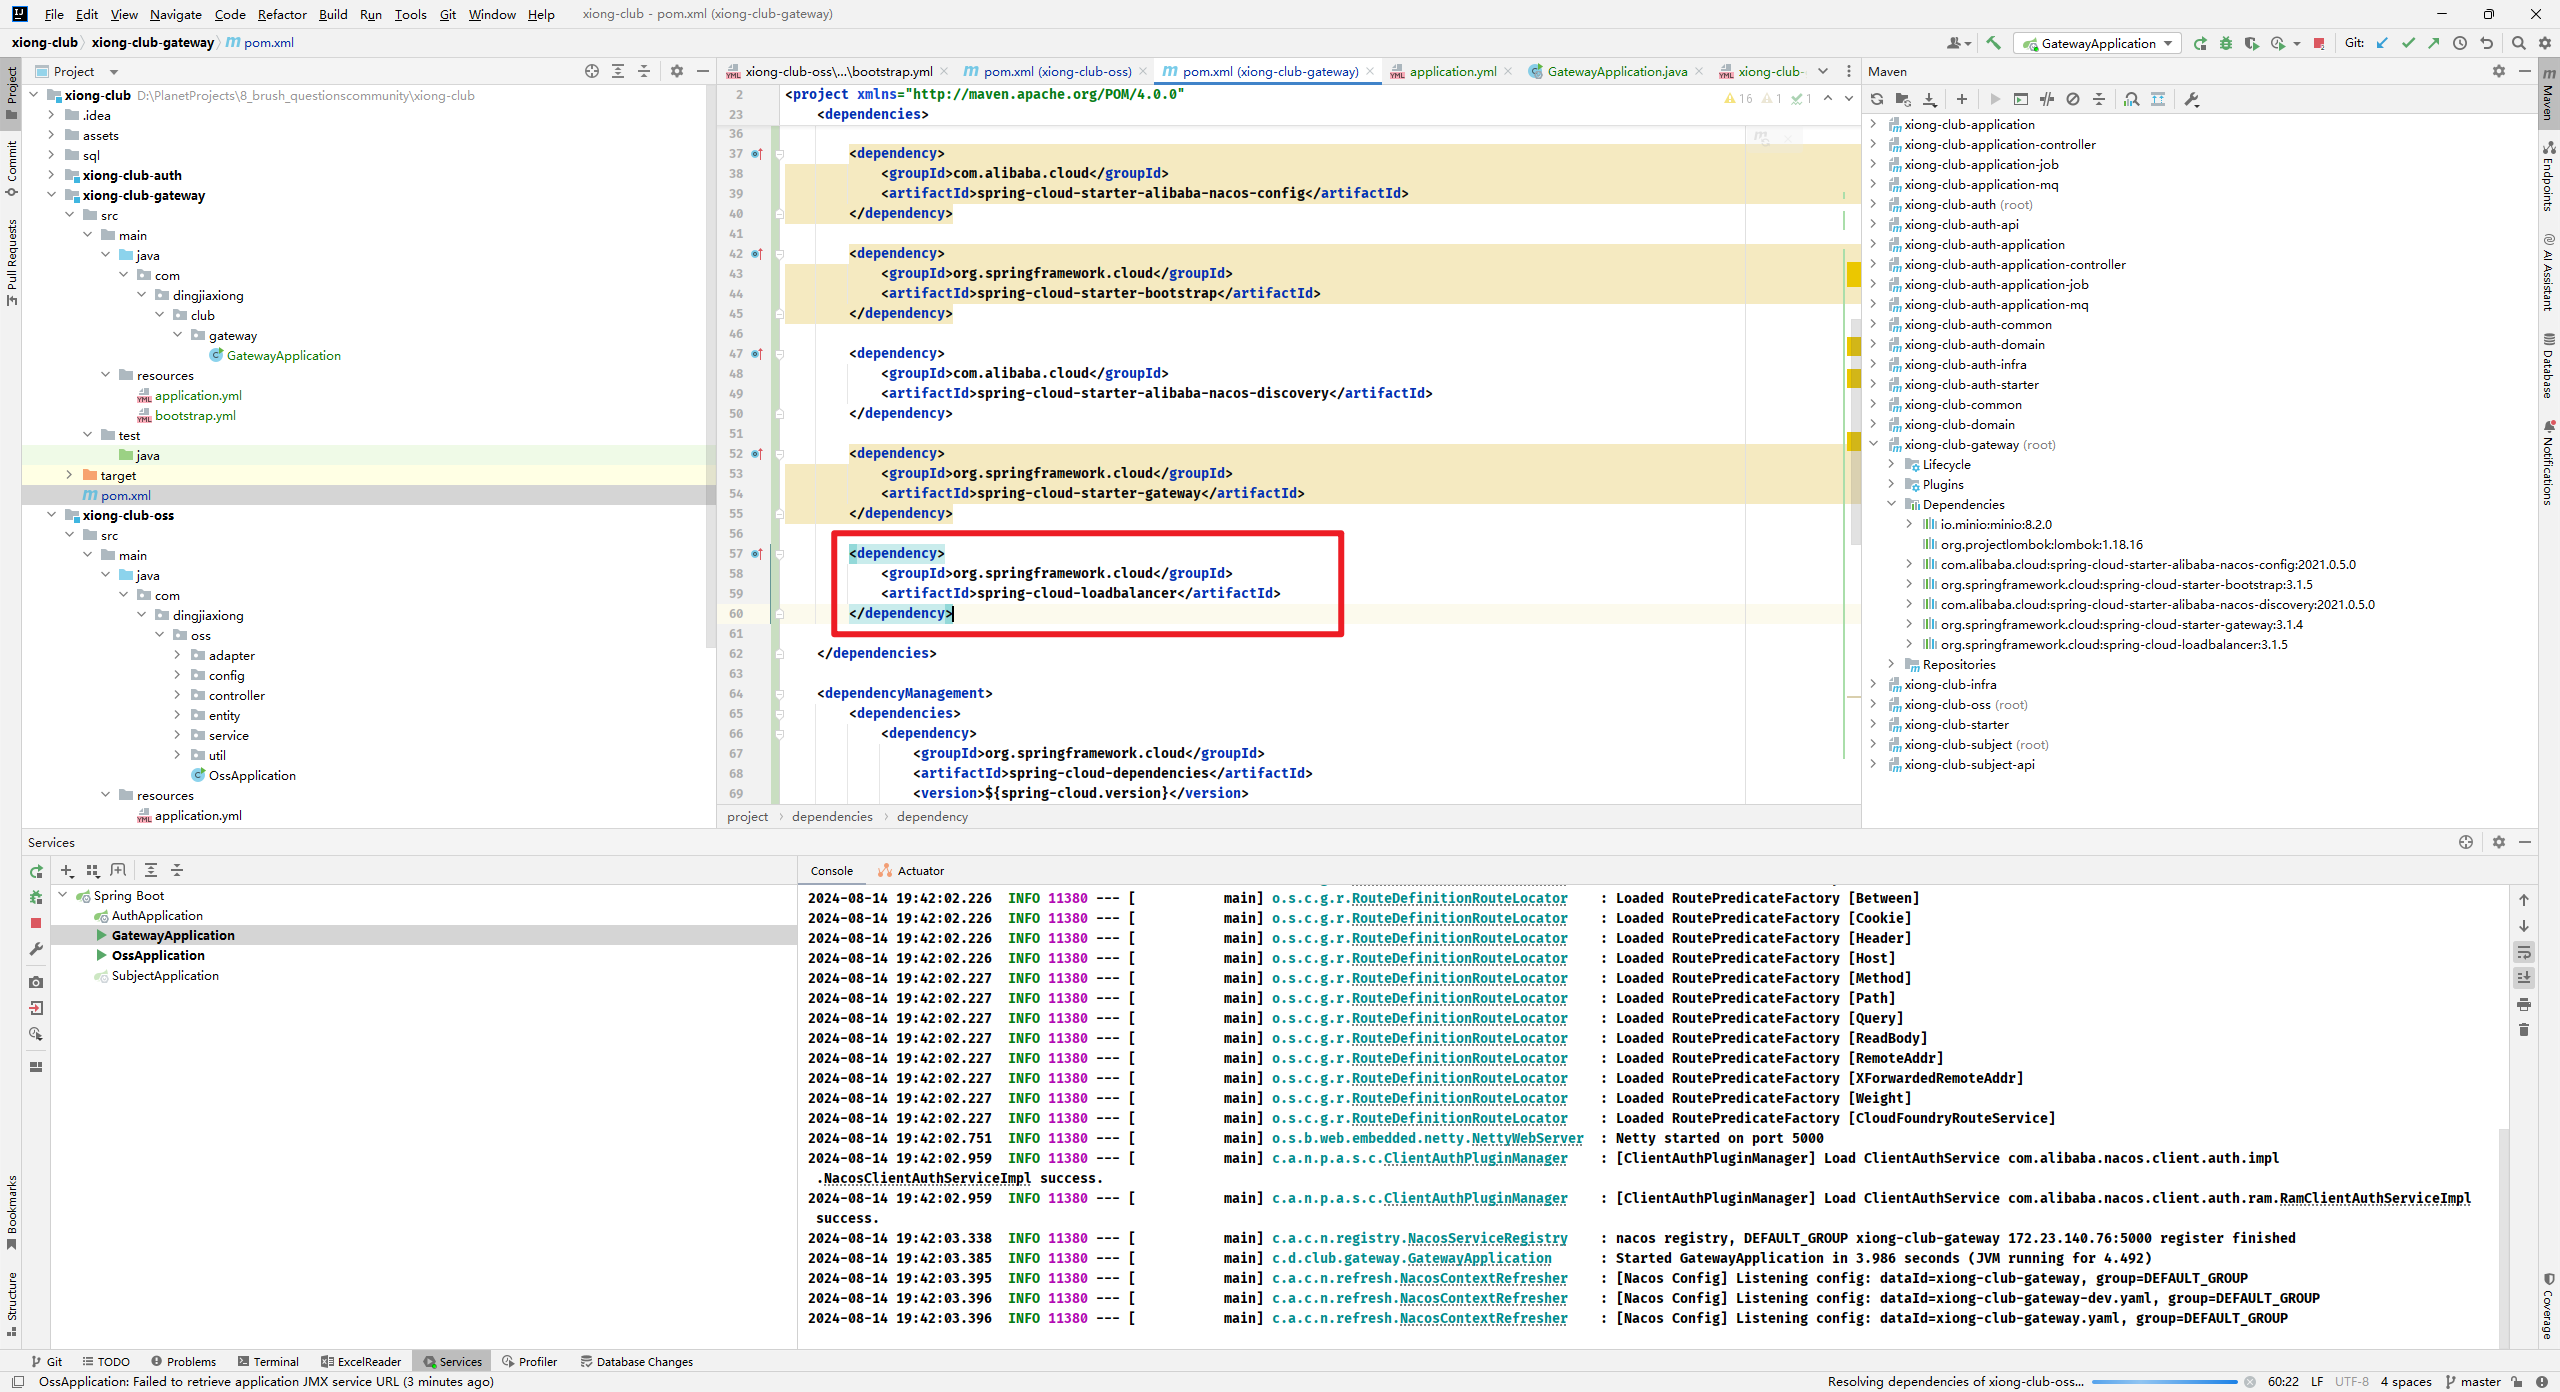 File Edit View Navigate Code Refactor Build Run Tools Git Window Help xiong-club - pom.xml (xiong-club-gateway)
xiong-club xiong-club-gateway pom.xml
GatewayApplication
Git:
Project
Commit
Pull Requests
Bookmarks
Structure
Project
xiong-club D:\PlanetProjects\8_brush_questionscommunity\xiong-club
.idea
assets
sql
xiong-club-auth
xiong-club-gateway
src
main
java
com
dingjiaxiong
club
gateway
GatewayApplication
resources
application.yml
bootstrap.yml
test
java
target
pom.xml
xiong-club-oss
src
main
java
com
dingjiaxiong
oss
adapter
config
controller
entity
service
util
OssApplication
resources
application.yml
xiong-club-oss\...\bootstrap.yml pom.xml (xiong-club-oss) pom.xml (xiong-club-gateway) application.yml GatewayApplication.java xiong-club-
16 1 1
2 <project xmlns="http://maven.apache.org/POM/4.0.0"
23 <dependencies>
36
37 <dependency>
38 <groupId>com.alibaba.cloud</groupId>
39 <artifactId>spring-cloud-starter-alibaba-nacos-config</artifactId>
40 </dependency>
41
42 <dependency>
43 <groupId>org.springframework.cloud</groupId>
44 <artifactId>spring-cloud-starter-bootstrap</artifactId>
45 </dependency>
46
47 <dependency>
48 <groupId>com.alibaba.cloud</groupId>
49 <artifactId>spring-cloud-starter-alibaba-nacos-discovery</artifactId>
50 </dependency>
51
52 <dependency>
53 <groupId>org.springframework.cloud</groupId>
54 <artifactId>spring-cloud-starter-gateway</artifactId>
55 </dependency>
56
57 <dependency>
58 <groupId>org.springframework.cloud</groupId>
59 <artifactId>spring-cloud-loadbalancer</artifactId>
60 </dependency>
61
62 </dependencies>
63
64 <dependencyManagement>
65 <dependencies>
66 <dependency>
67 <groupId>org.springframework.cloud</groupId>
68 <artifactId>spring-cloud-dependencies</artifactId>
69 <version>${spring-cloud.version}</version>
project dependencies dependency
Maven
xiong-club-application
xiong-club-application-controller
xiong-club-application-job
xiong-club-application-mq
xiong-club-auth (root)
xiong-club-auth-api
xiong-club-auth-application
xiong-club-auth-application-controller
xiong-club-auth-application-job
xiong-club-auth-application-mq
xiong-club-auth-common
xiong-club-auth-domain
xiong-club-auth-infra
xiong-club-auth-starter
xiong-club-common
xiong-club-domain
xiong-club-gateway (root)
Lifecycle
Plugins
Dependencies
io.minio:minio:8.2.0
org.projectlombok:lombok:1.18.16
com.alibaba.cloud:spring-cloud-starter-alibaba-nacos-config:2021.0.5.0
org.springframework.cloud:spring-cloud-starter-bootstrap:3.1.5
com.alibaba.cloud:spring-cloud-starter-alibaba-nacos-discovery:2021.0.5.0
org.springframework.cloud:spring-cloud-starter-gateway:3.1.4
org.springframework.cloud:spring-cloud-loadbalancer:3.1.5
Repositories
xiong-club-infra
xiong-club-oss (root)
xiong-club-starter
xiong-club-subject (root)
xiong-club-subject-api
Maven
Endpoints
AI Assistant
Database
Notifications
Coverage
Services
Spring Boot
AuthApplication
GatewayApplication
OssApplication
SubjectApplication
Console Actuator
2024-08-14 19:42:02.226 INFO 11380 --- [ main] o.s.c.g.r.RouteDefinitionRouteLocator : Loaded RoutePredicateFactory [Between]
2024-08-14 19:42:02.226 INFO 11380 --- [ main] o.s.c.g.r.RouteDefinitionRouteLocator : Loaded RoutePredicateFactory [Cookie]
2024-08-14 19:42:02.226 INFO 11380 --- [ main] o.s.c.g.r.RouteDefinitionRouteLocator : Loaded RoutePredicateFactory [Header]
2024-08-14 19:42:02.226 INFO 11380 --- [ main] o.s.c.g.r.RouteDefinitionRouteLocator : Loaded RoutePredicateFactory [Host]
2024-08-14 19:42:02.227 INFO 11380 --- [ main] o.s.c.g.r.RouteDefinitionRouteLocator : Loaded RoutePredicateFactory [Method]
2024-08-14 19:42:02.227 INFO 11380 --- [ main] o.s.c.g.r.RouteDefinitionRouteLocator : Loaded RoutePredicateFactory [Path]
2024-08-14 19:42:02.227 INFO 11380 --- [ main] o.s.c.g.r.RouteDefinitionRouteLocator : Loaded RoutePredicateFactory [Query]
2024-08-14 19:42:02.227 INFO 11380 --- [ main] o.s.c.g.r.RouteDefinitionRouteLocator : Loaded RoutePredicateFactory [ReadBody]
2024-08-14 19:42:02.227 INFO 11380 --- [ main] o.s.c.g.r.RouteDefinitionRouteLocator : Loaded RoutePredicateFactory [RemoteAddr]
2024-08-14 19:42:02.227 INFO 11380 --- [ main] o.s.c.g.r.RouteDefinitionRouteLocator : Loaded RoutePredicateFactory [XForwardedRemoteAddr]
2024-08-14 19:42:02.227 INFO 11380 --- [ main] o.s.c.g.r.RouteDefinitionRouteLocator : Loaded RoutePredicateFactory [Weight]
2024-08-14 19:42:02.227 INFO 11380 --- [ main] o.s.c.g.r.RouteDefinitionRouteLocator : Loaded RoutePredicateFactory [CloudFoundryRouteService]
2024-08-14 19:42:02.751 INFO 11380 --- [ main] o.s.b.web.embedded.netty.NettyWebServer : Netty started on port 5000
2024-08-14 19:42:02.959 INFO 11380 --- [ main] c.a.n.p.a.s.c.ClientAuthPluginManager : [ClientAuthPluginManager] Load ClientAuthService com.alibaba.nacos.client.auth.impl
.NacosClientAuthServiceImpl success.
2024-08-14 19:42:02.959 INFO 11380 --- [ main] c.a.n.p.a.s.c.ClientAuthPluginManager : [ClientAuthPluginManager] Load ClientAuthService com.alibaba.nacos.client.auth.ram.RamClientAuthServiceImpl
success.
2024-08-14 19:42:03.338 INFO 11380 --- [ main] c.a.c.n.registry.NacosServiceRegistry : nacos registry, DEFAULT_GROUP xiong-club-gateway 172.23.140.76:5000 register finished
2024-08-14 19:42:03.385 INFO 11380 --- [ main] c.d.club.gateway.GatewayApplication : Started GatewayApplication in 3.986 seconds (JVM running for 4.492)
2024-08-14 19:42:03.395 INFO 11380 --- [ main] c.a.c.n.refresh.NacosContextRefresher : [Nacos Config] Listening config: dataId=xiong-club-gateway, group=DEFAULT_GROUP
2024-08-14 19:42:03.396 INFO 11380 --- [ main] c.a.c.n.refresh.NacosContextRefresher : [Nacos Config] Listening config: dataId=xiong-club-gateway-dev.yaml, group=DEFAULT_GROUP
2024-08-14 19:42:03.396 INFO 11380 --- [ main] c.a.c.n.refresh.NacosContextRefresher : [Nacos Config] Listening config: dataId=xiong-club-gateway.yaml, group=DEFAULT_GROUP
Git TODO Problems Terminal ExcelReader Services Profiler Database Changes
OssApplication: Failed to retrieve application JMX service URL (3 minutes ago) Resolving dependencies of xiong-club-oss... 60:22 LF UTF-8 4 spaces master